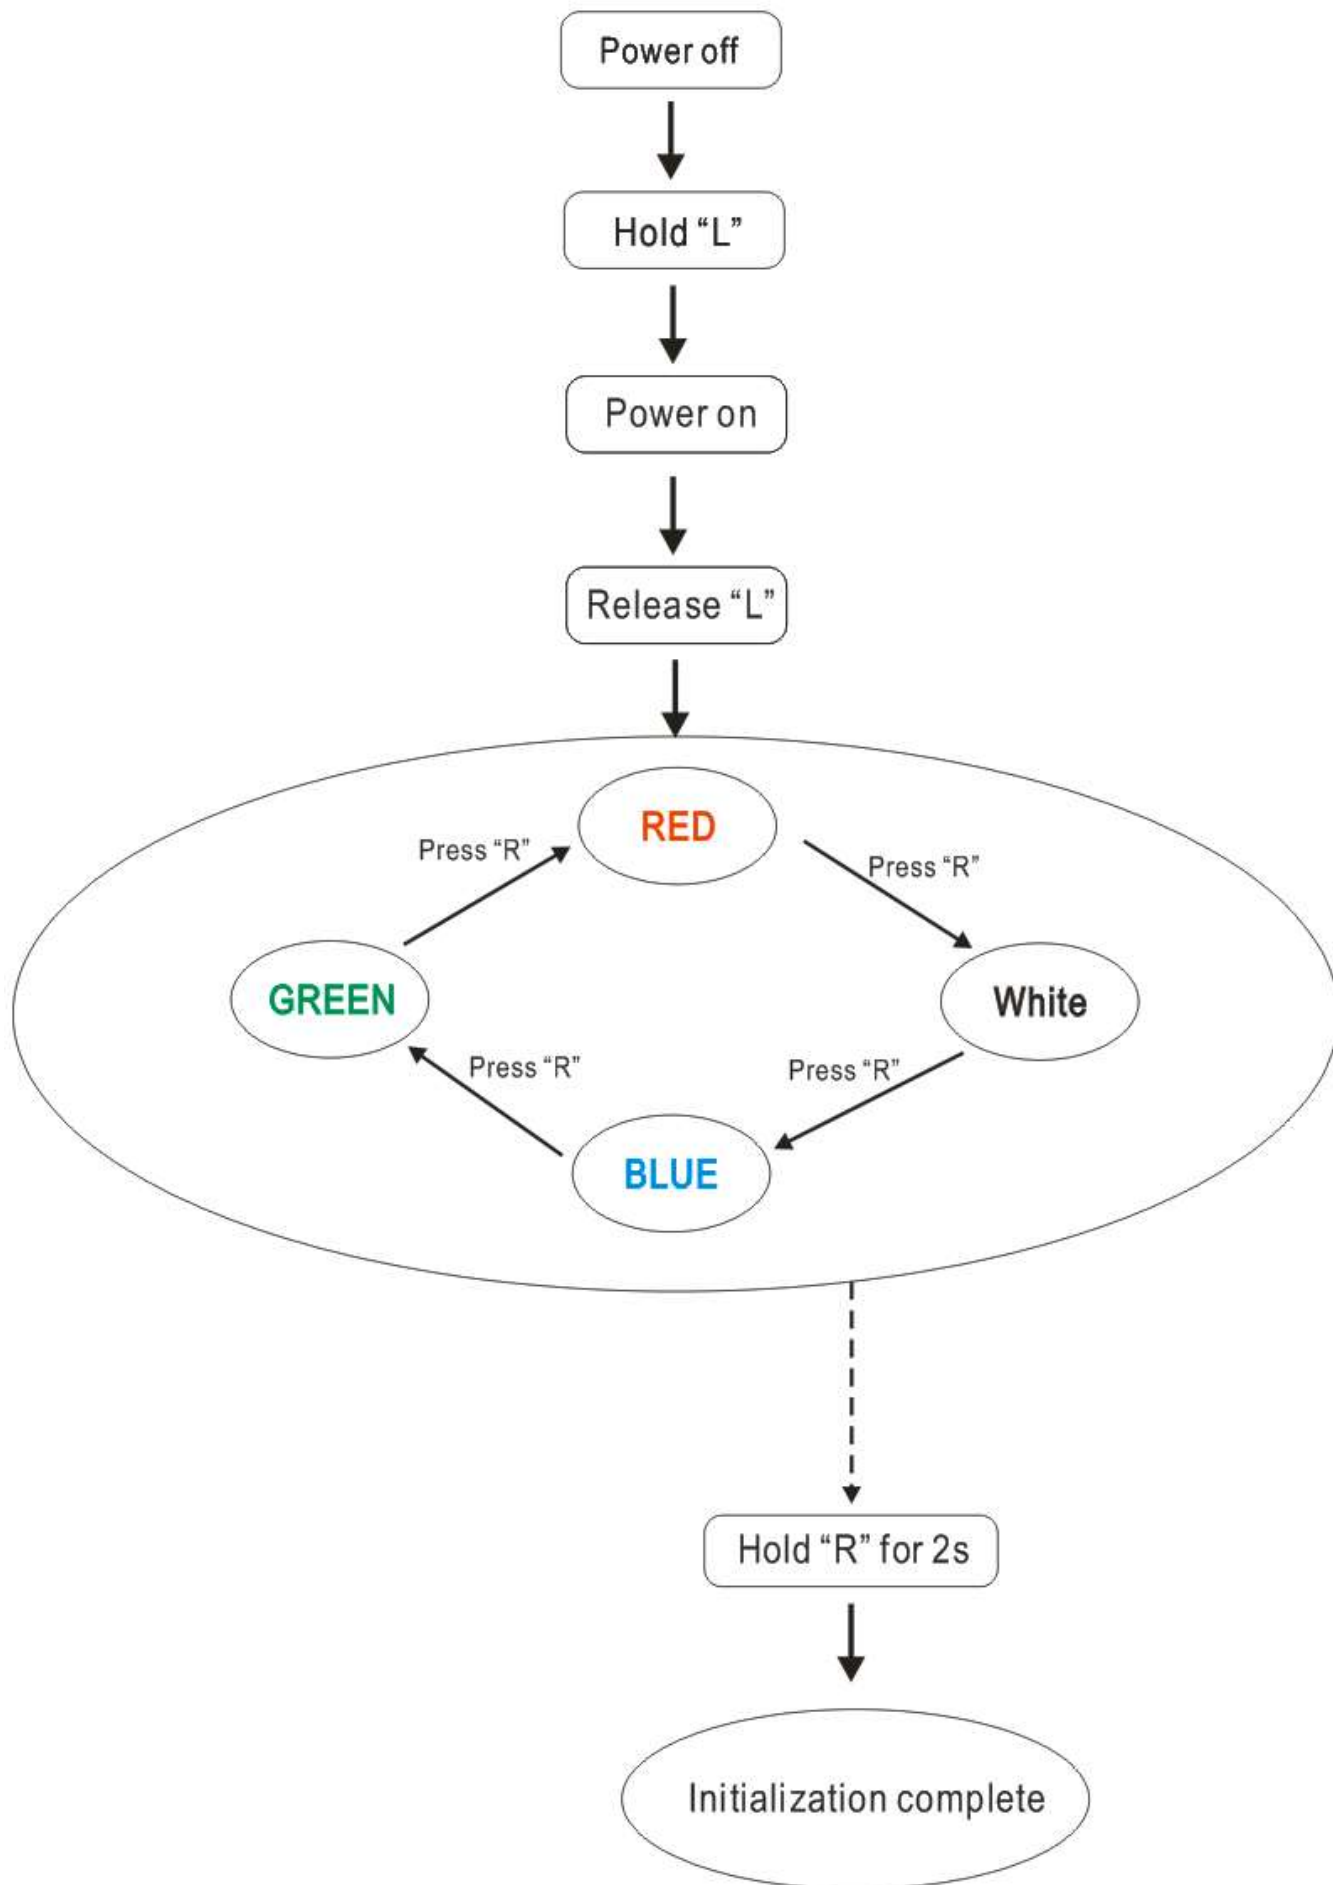 Power off
Hold “L”
Power on
Release “L”
RED
Press “R”
Press “R”
GREEN
White
Press “R”
Press “R”
BLUE
Hold “R” for 2s
Initialization complete